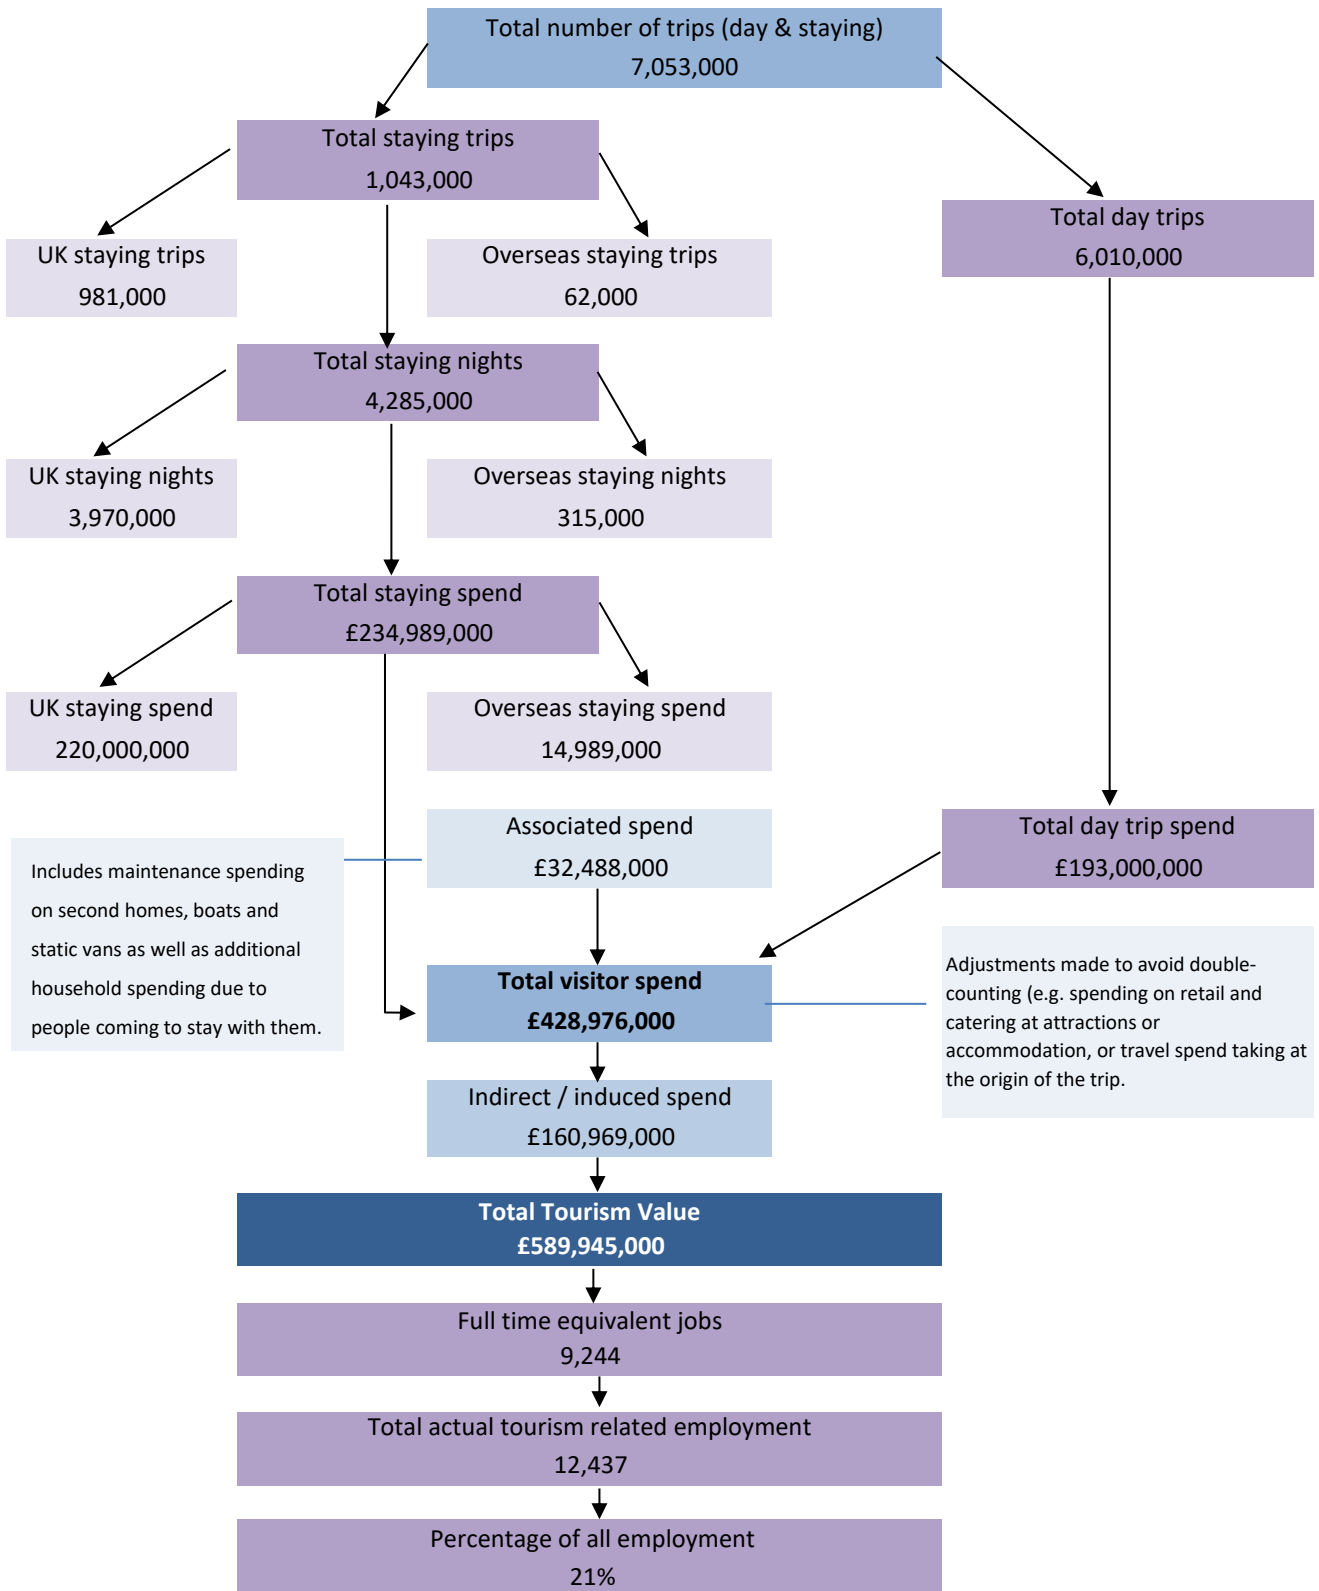 Total number of trips (day & staying)
7,053,000
Total staying trips
1,043,000
Total day trips
6,010,000
UK staying trips
981,000
Overseas staying trips
62,000
Total staying nights
4,285,000
UK staying nights
3,970,000
Overseas staying nights
315,000
Total staying spend
£234,989,000
UK staying spend
220,000,000
Overseas staying spend
14,989,000
Associated spend
£32,488,000
Total day trip spend
£193,000,000
Includes maintenance spending
on second homes, boats and
static vans as well as additional
household spending due to
people coming to stay with them.
Total visitor spend
£428,976,000
Adjustments made to avoid double-
counting (e.g. spending on retail and
catering at attractions or
accommodation, or travel spend taking at
the origin of the trip.
Indirect / induced spend
£160,969,000
Total Tourism Value
£589,945,000
Full time equivalent jobs
9,244
Total actual tourism related employment
12,437
Percentage of all employment
21%